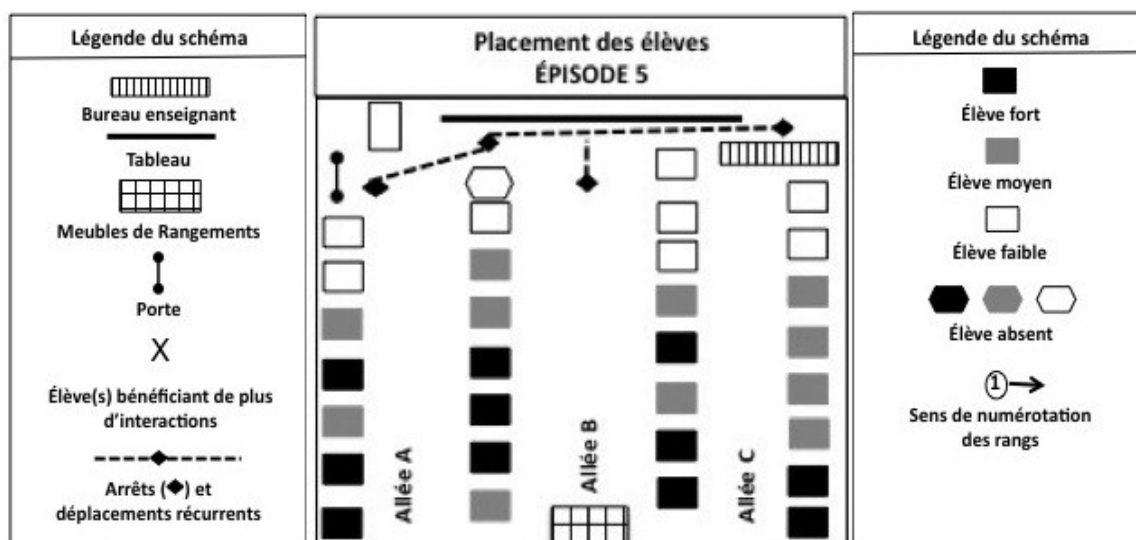 Légende du schéma
Bureau enseignant
Tableau
Meubles de Rangements
Porte
X
Élève(s) bénéficiant de plus
d'interactions
Arrêts (◆) et
déplacements récurrents
Placement des élèves
ÉPISODE 5
Allée A
Allée B
Allée C
Légende du schéma
Élève fort
Élève moyen
Élève faible
Élève absent
1
Sens de numérotation
des rangs